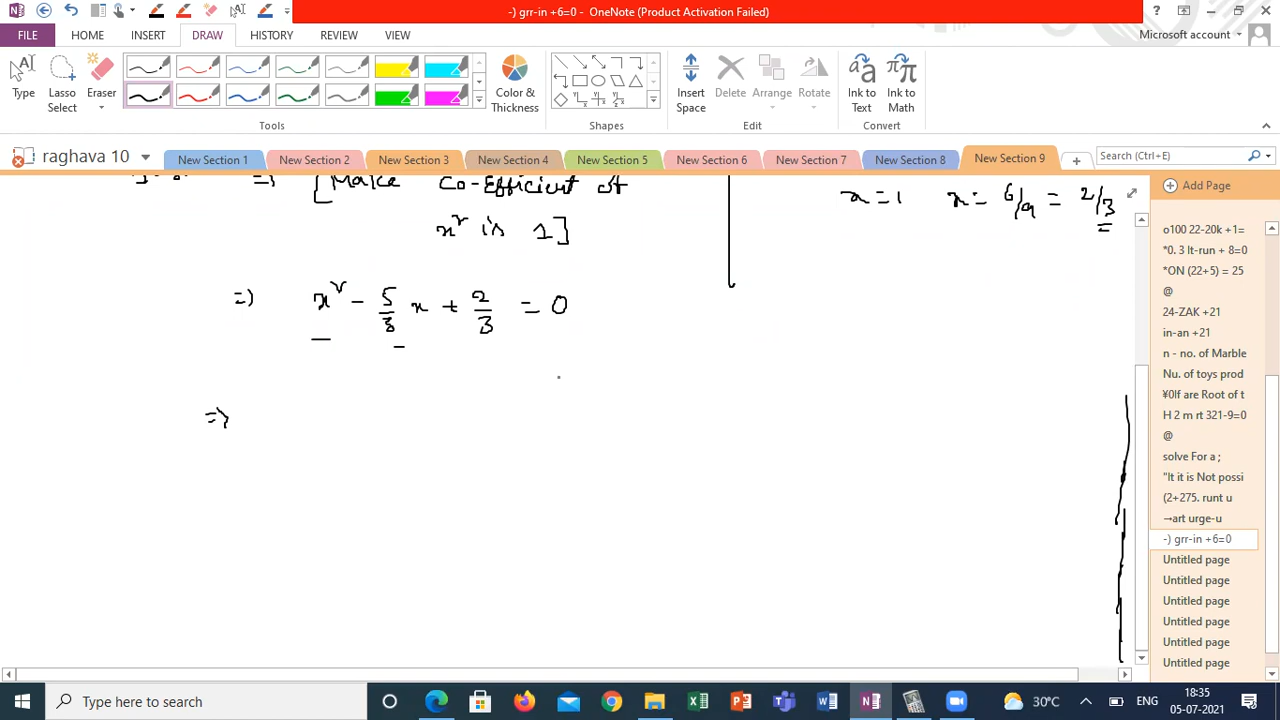 -) grr-in +6=0 - OneNote (Product Activation Failed)
FILE HOME INSERT DRAW HISTORY REVIEW VIEW
Microsoft account
Type Lasso Select Eraser
Color & Thickness
Insert Space Delete Arrange Rotate Ink to Text Ink to Math
Tools Shapes Edit Convert
raghava 10 New Section 1 New Section 2 New Section 3 New Section 4 New Section 5 New Section 6 New Section 7 New Section 8 New Section 9 Search (Ctrl+E)
Add Page
=> [Make Co-Efficient of
x² is 1]
x = 1 x = 6/9 = 2/3
=> x² - 5/3 x + 2/3 = 0
=>
o100 22-20k +1=
*0. 3 lt-run + 8=0
*ON (22+5) = 25
@
24-ZAK +21
in-an +21
n - no. of Marble
Nu. of toys prod
¥0lf are Root of t
H 2 m rt 321-9=0
@
solve For a ;
"It it is Not possi
(2+275. runt u
→art urge-u
-) grr-in +6=0
Untitled page
Untitled page
Untitled page
Untitled page
Untitled page
Untitled page
Type here to search
30°C ENG 18:35
05-07-2021